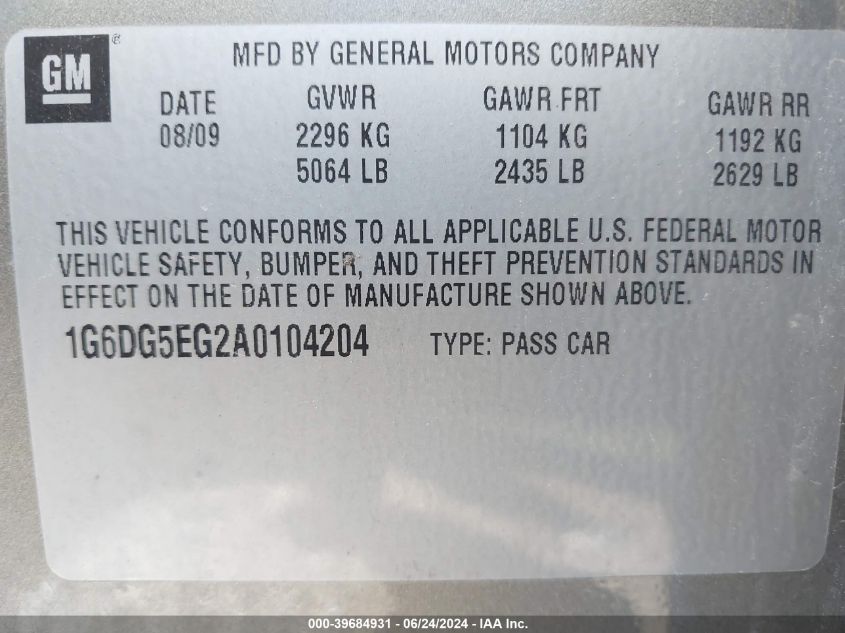 GM®
MFD BY GENERAL MOTORS COMPANY
DATE GVWR GAWR FRT GAWR RR
08/09 2296 KG 1104 KG 1192 KG
5064 LB 2435 LB 2629 LB
THIS VEHICLE CONFORMS TO ALL APPLICABLE U.S. FEDERAL MOTOR
VEHICLE SAFETY, BUMPER, AND THEFT PREVENTION STANDARDS IN
EFFECT ON THE DATE OF MANUFACTURE SHOWN ABOVE.
1G6DG5EG2A0104204 TYPE: PASS CAR
000-39684931 - 06/24/2024 - IAA Inc.